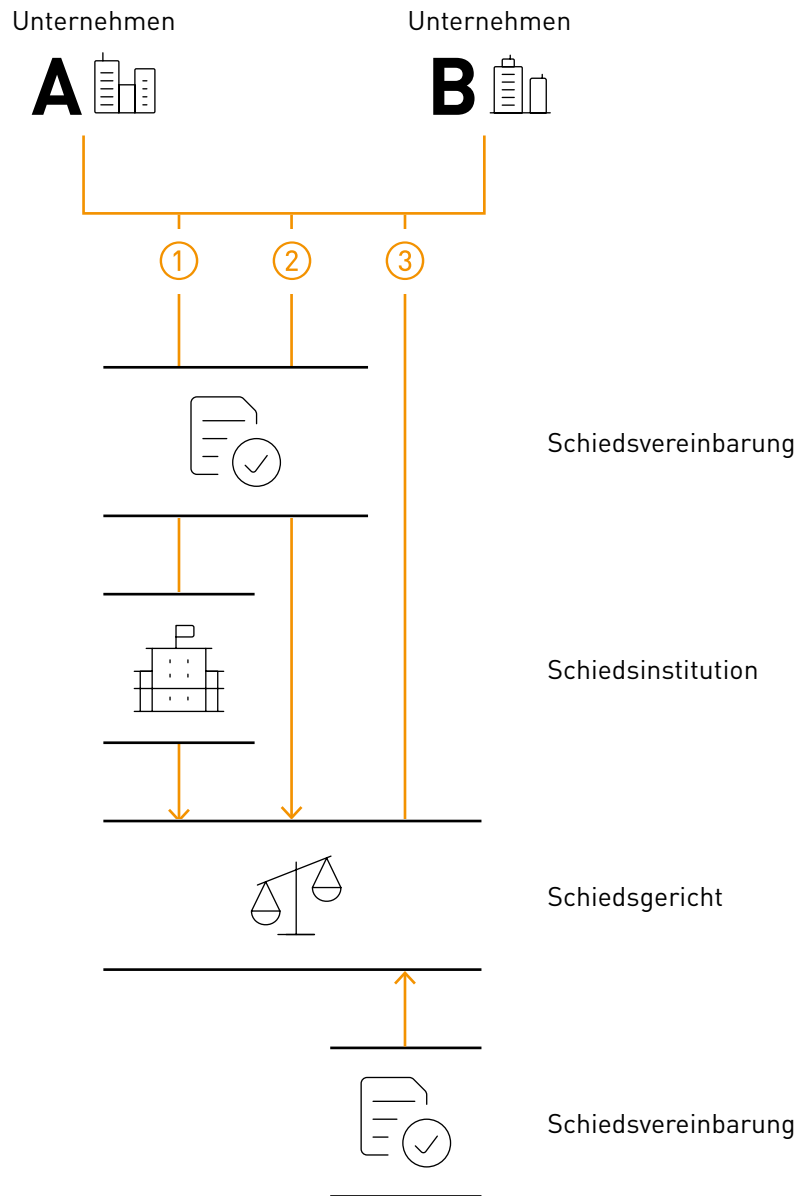 Unternehmen
Unternehmen
A
B
1
2
3
Schiedsvereinbarung
Schiedsinstitution
Schiedsgericht
Schiedsvereinbarung